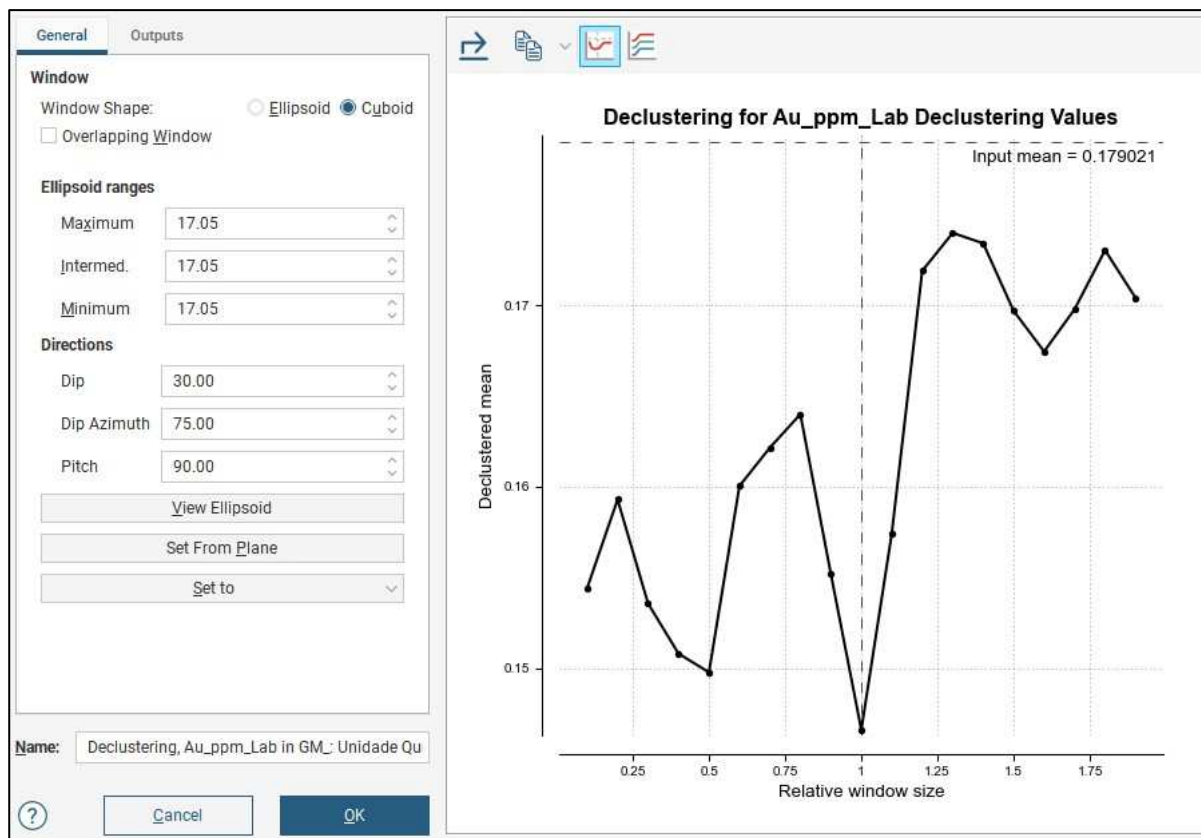 General Outputs
Window
Window Shape: Ellipsoid Cuboid
Overlapping Window
Ellipsoid ranges
Maximum 17.05
Intermed. 17.05
Minimum 17.05
Directions
Dip 30.00
Dip Azimuth 75.00
Pitch 90.00
View Ellipsoid
Set From Plane
Set to
Name: Declustering, Au_ppm_Lab in GM_: Unidade Qu
? Cancel OK
Declustering for Au_ppm_Lab Declustering Values
Input mean = 0.179021
Declustered mean
0.17
0.16
0.15
0.25 0.5 0.75 1 1.25 1.5 1.75
Relative window size